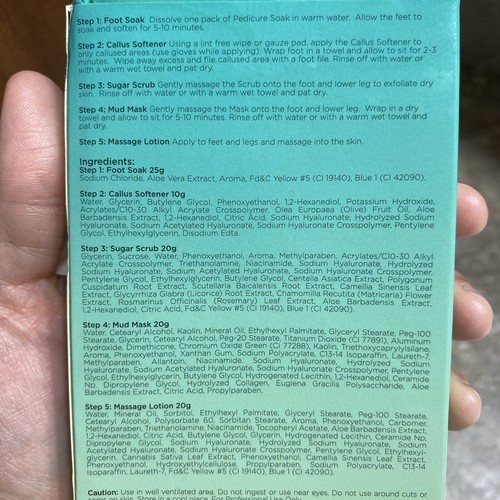 Step 1: Foot Soak Dissolve one pack of Pedicure Soak in warm water. Allow the feet to
soak and soften for 5-10 minutes.
Step 2: Callus Softener Using a lint free wipe or gauze pad, apply the Callus Softener to
only callused areas (use gloves while applying). Wrap foot in a towel and allow to sit for 2-3
minutes. Wipe away excess and file callused area with a foot file. Rinse off with water or
with a warm wet towel and pat dry.
Step 3: Sugar Scrub Gently massage the Scrub onto the foot and lower leg to exfoliate dry
skin. Rinse off with water or with a warm wet towel and pat dry.
Step 4: Mud Mask Gently massage the Mask onto the foot and lower leg. Wrap in a dry
towel and allow to sit for 5-10 minutes. Rinse off with water or with a warm wet towel and
pat dry.
Step 5: Massage Lotion Apply to feet and legs and massage into the skin.
Ingredients:
Step 1: Foot Soak 25g
Sodium Chloride, Aloe Vera Extract, Aroma, Fd&C Yellow #5 (CI 19140), Blue 1 (CI 42090).
Step 2: Callus Softener 10g
Water, Glycerin, Butylene Glycol, Phenoxyethanol, 1,2-Hexanediol, Potassium Hydroxide,
Acrylates/C10-30 Alkyl Acrylate Crosspolymer, Olea Europaea (Olive) Fruit Oil, Aloe
Barbadensis Extract, 1,2-Hexanediol, Citric Acid, Sodium Hyaluronate, Hydrolyzed Sodium
Hyaluronate, Sodium Acetylated Hyaluronate, Sodium Hyaluronate Crosspolymer, Pentylene
Glycol, Ethylhexylglycerin, Disodium Edta.
Step 3: Sugar Scrub 20g
Glycerin, Sucrose, Water, Phenoxyethanol, Aroma, Methylparaben, Acrylates/C10-30 Alkyl
Acrylate Crosspolymer, Triethanolamine, Niacinamide, Sodium Hyaluronate, Hydrolyzed
Sodium Hyaluronate, Sodium Acetylated Hyaluronate, Sodium Hyaluronate Crosspolymer,
Pentylene Glycol, Ethylhexylglycerin, Butylene Glycol, Centella Asiatica Extract, Polygonum
Cuspidatum Root Extract, Scutellaria Baicalensis Root Extract, Camellia Sinensis Leaf
Extract, Glycyrrhiza Glabra (Licorice) Root Extract, Chamomilla Recutita (Matricaria) Flower
Extract, Rosmarinus Officinalis (Rosemary) Leaf Extract, Aloe Barbadensis Extract,
1,2-Hexanediol, Citric Acid, Fd&C Yellow #5 (CI 19140), Blue 1 (CI 42090).
Step 4: Mud Mask 20g
Water, Cetearyl Alcohol, Kaolin, Mineral Oil, Ethylhexyl Palmitate, Glyceryl Stearate, Peg-100
Stearate, Glycerin, Cetearyl Alcohol, Peg-20 Stearate, Titanium Dioxide (CI 77891), Aluminum
Hydroxide, Dimethicone, Chromium Oxide Green (CI 77288), Kaolin, Triethoxycaprylylsilane,
Aroma, Phenoxyethanol, Xanthan Gum, Sodium Polyacrylate, C13-14 Isoparaffin, Laureth-7,
Methylparaben, Allantoin, Niacinamide, Sodium Hyaluronate, Hydrolyzed Sodium
Hyaluronate, Sodium Acetylated Hyaluronate, Sodium Hyaluronate Crosspolymer, Pentylene
Glycol, Ethylhexylglycerin, Butylene Glycol, Hydrogenated Lecithin, 1,2-Hexanediol, Ceramide
Np, Dipropylene Glycol, Hydrolyzed Collagen, Euglena Gracilis Polysaccharide, Aloe
Barbadensis Extract, Citric Acid, Propylparaben.
Step 5: Massage Lotion 20g
Water, Mineral Oil, Sorbitol, Ethylhexyl Palmitate, Glyceryl Stearate, Peg-100 Stearate,
Cetearyl Alcohol, Polysorbate 60, Sorbitan Stearate, Aroma, Phenoxyethanol, Carbomer,
Methylparaben, Triethanolamine, Niacinamide, Tocopheryl Acetate, Aloe Barbadensis Extract,
1,2-Hexanediol, Citric Acid, Butylene Glycol, Glycerin, Hydrogenated Lecithin, Ceramide Np,
Dipropylene Glycol, Sodium Hyaluronate, Hydrolyzed Sodium Hyaluronate, Sodium
Acetylated Hyaluronate, Sodium Hyaluronate Crosspolymer, Pentylene Glycol, Ethylhexyl-
glycerin, Cannabis Sativa Leaf Extract, Phenoxyethanol, Camellia Sinensis Leaf Extract,
Phenoxyethanol, Hydroxyethylcellulose, Propylparaben, Sodium Polyacrylate, C13-14
Isoparaffin, Laureth-7, Fd&C Yellow #5 (CI 19140), Blue 1 (CI 42090).
Caution: Use in well ventilated area. Do not ingest or use near eyes. Do not use around cuts or
on skin. Store in a cool place. For Professional Use Only.